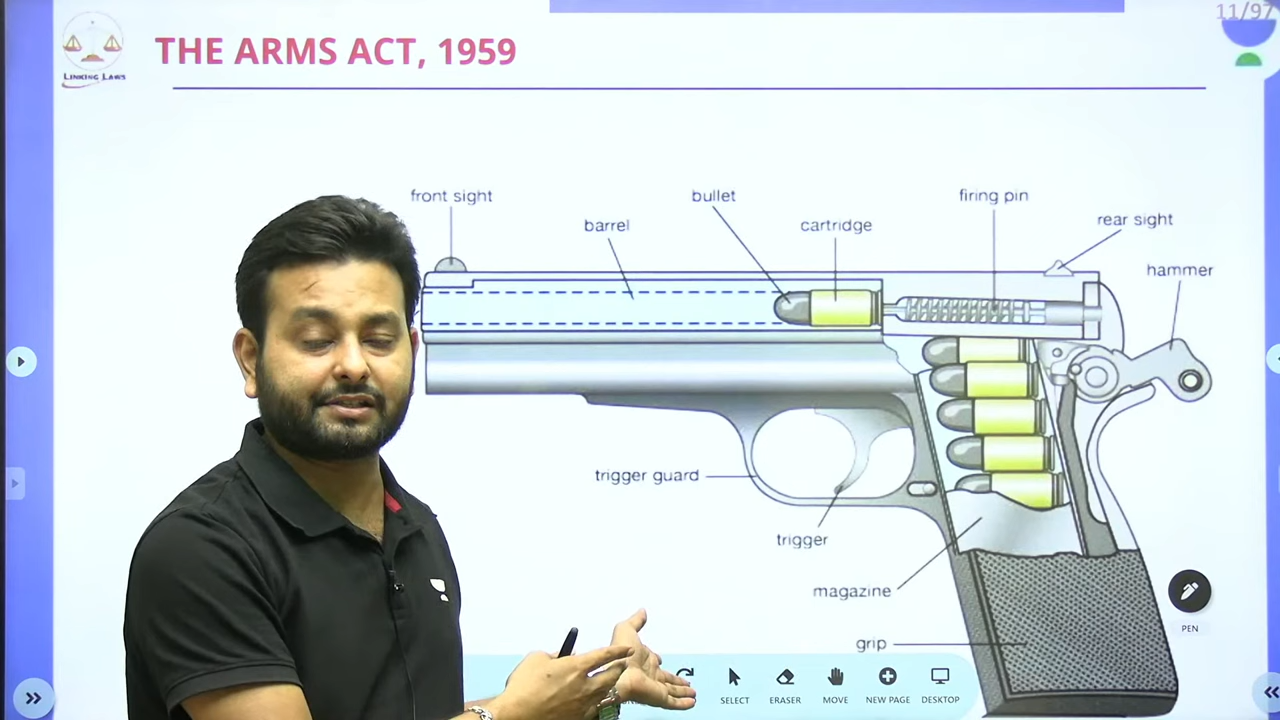 11/97
THE ARMS ACT, 1959
LINKING LAWS
front sight
bullet
firing pin
barrel
cartridge
rear sight
hammer
trigger guard
trigger
magazine
grip
PEN
SELECT
ERASER
MOVE
NEW PAGE
DESKTOP